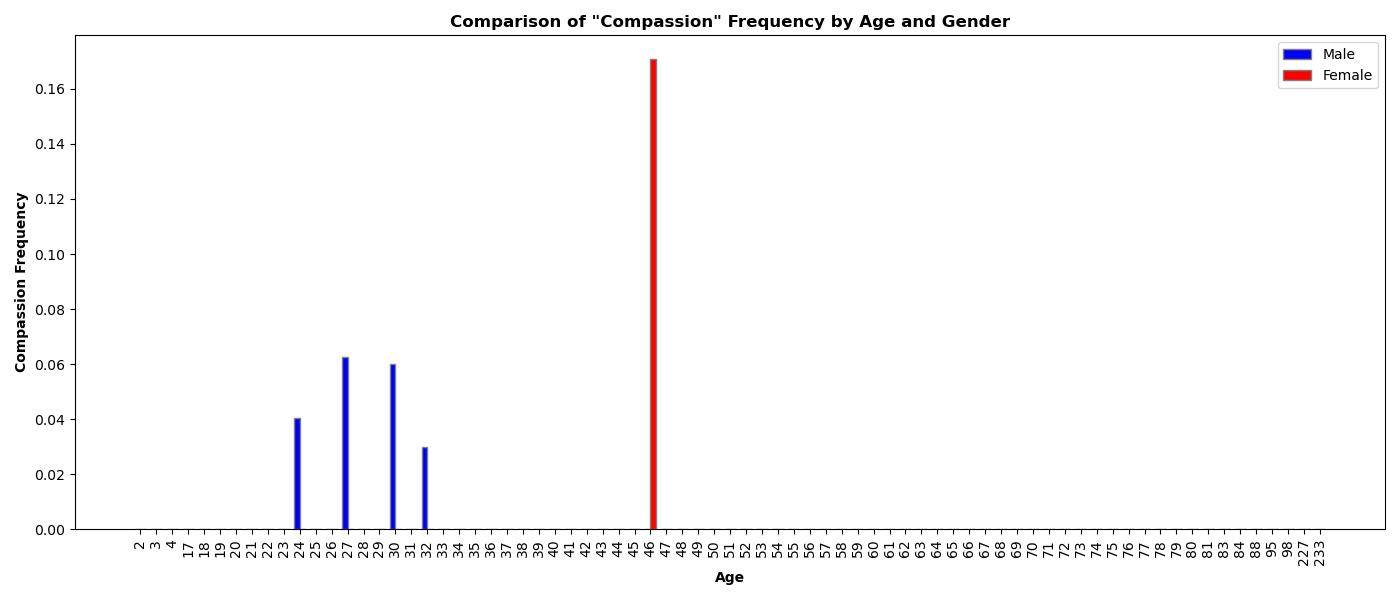 Comparison of "Compassion" Frequency by Age and Gender
Male
Female
Compassion Frequency
0.16
0.14
0.12
0.10
0.08
0.06
0.04
0.02
0.00
2 3 4 17 18 19 20 21 22 23 24 25 26 27 28 29 30 31 32 33 34 35 36 37 38 39 40 41 42 43 44 45 46 47 48 49 50 51 52 53 54 55 56 57 58 59 60 61 62 63 64 65 66 67 68 69 70 71 72 73 74 75 76 77 78 79 80 81 83 84 88 95 98 227 233
Age